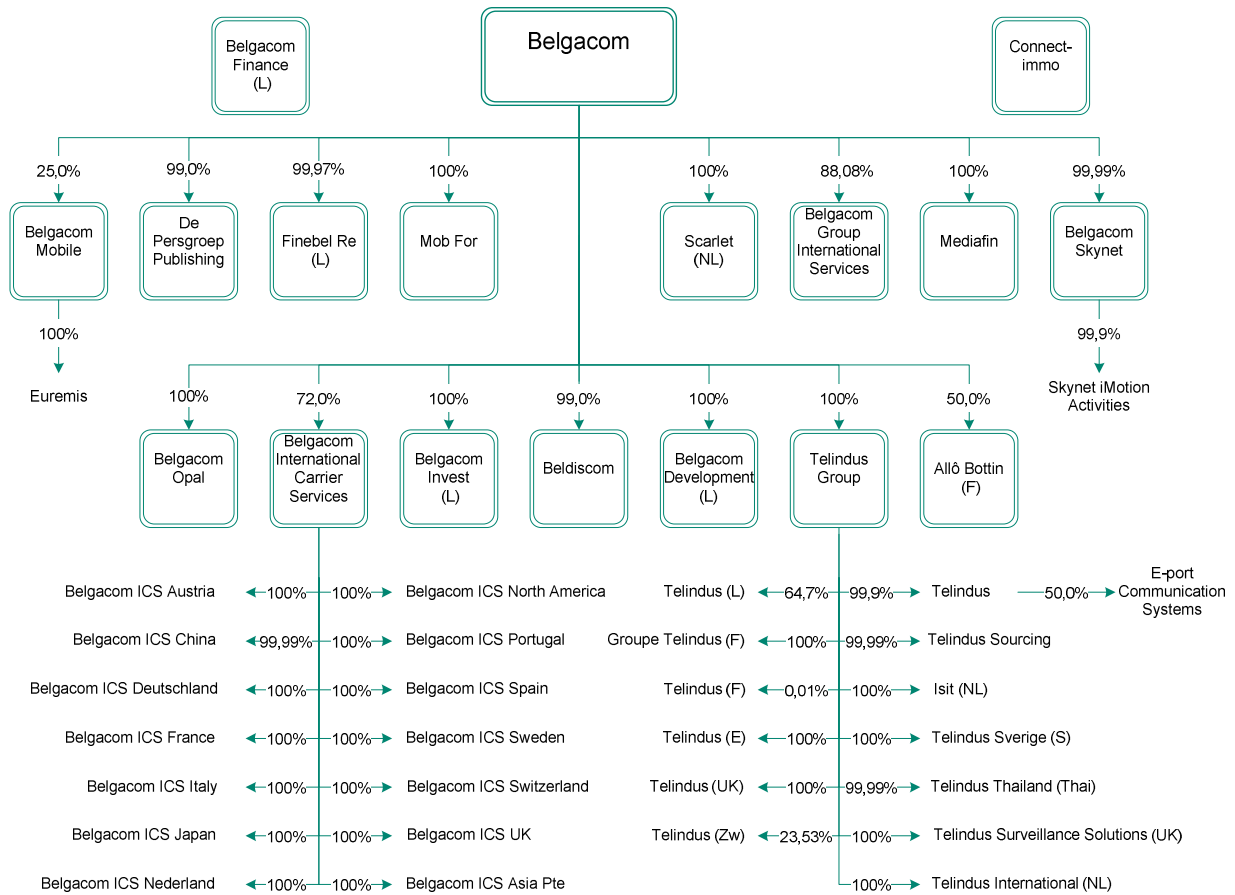 Belgacom
Finance
(L)
Belgacom
Connect-
immo
25,0%
99,0%
99,97%
100%
100%
88,08%
100%
99,99%
Belgacom
Mobile
De
Persgroep
Publishing
Finebel Re
(L)
Mob For
Scarlet
(NL)
Belgacom
Group
International
Services
Mediafin
Belgacom
Skynet
100%
99,9%
Euremis
Skynet iMotion
Activities
100%
72,0%
100%
99,0%
100%
100%
50,0%
Belgacom
Opal
Belgacom
International
Carrier
Services
Belgacom
Invest
(L)
Beldiscom
Belgacom
Development
(L)
Telindus
Group
Allô Bottin
(F)
Belgacom ICS Austria 100% 100% Belgacom ICS North America
Telindus (L) 64,7% 99,9% Telindus 50,0%
E-port
Communication
Systems
Belgacom ICS China 99,99% 100% Belgacom ICS Portugal
Groupe Telindus (F) 100% 99,99% Telindus Sourcing
Belgacom ICS Deutschland 100% 100% Belgacom ICS Spain
Telindus (F) 0,01% 100% Isit (NL)
Belgacom ICS France 100% 100% Belgacom ICS Sweden
Telindus (E) 100% 100% Telindus Sverige (S)
Belgacom ICS Italy 100% 100% Belgacom ICS Switzerland
Telindus (UK) 100% 99,99% Telindus Thailand (Thai)
Belgacom ICS Japan 100% 100% Belgacom ICS UK
Telindus (Zw) 23,53% 100% Telindus Surveillance Solutions (UK)
Belgacom ICS Nederland 100% 100% Belgacom ICS Asia Pte
100% Telindus International (NL)